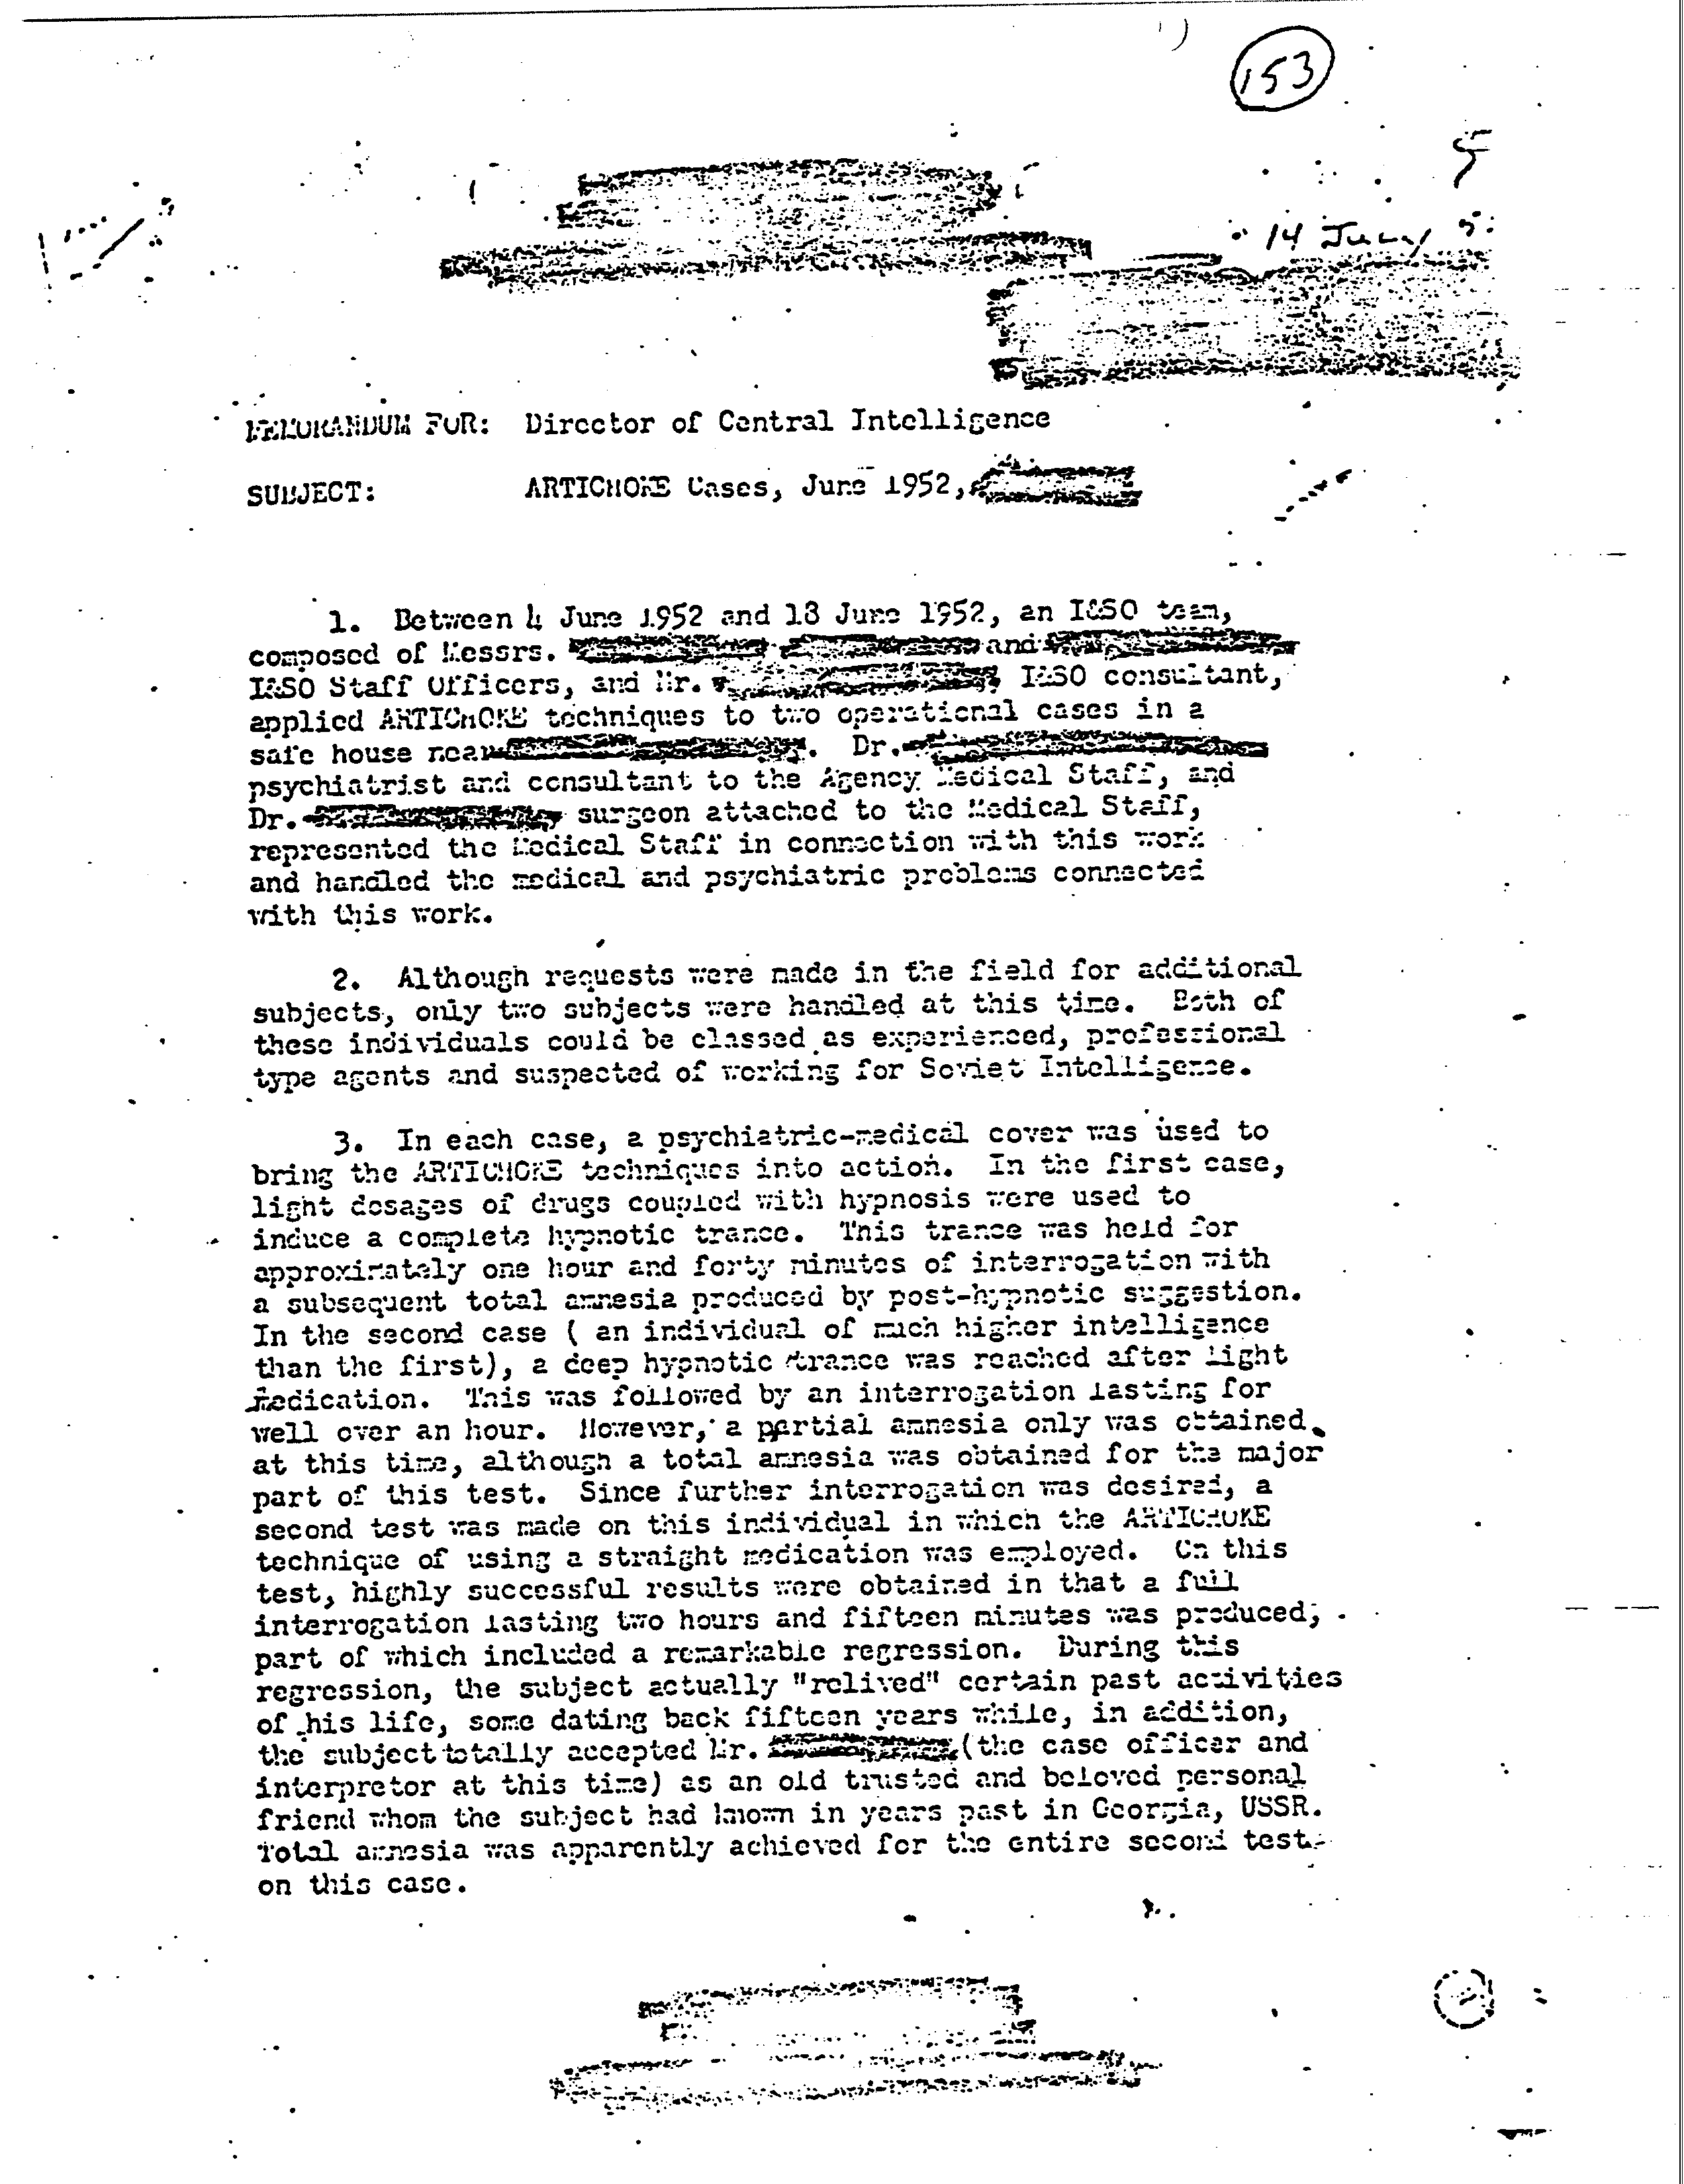 153
14 July 5
MEMORANDUM FOR: Director of Central Intelligence
SUBJECT: ARTICHOKE Cases, June 1952,
1. Between 4 June 1952 and 18 June 1952, an I&SO team,
composed of Messrs. and
I&SO Staff Officers, and Mr. I&SO consultant,
applied ARTICHOKE techniques to two operational cases in a
safe house near . Dr.
psychiatrist and consultant to the Agency Medical Staff, and
Dr. surgeon attached to the Medical Staff,
represented the Medical Staff in connection with this work
and handled the medical and psychiatric problems connected
with this work.
2. Although requests were made in the field for additional
subjects, only two subjects were handled at this time. Both of
these individuals could be classed as experienced, professional
type agents and suspected of working for Soviet Intelligence.
3. In each case, a psychiatric-medical cover was used to
bring the ARTICHOKE techniques into action. In the first case,
light dosages of drugs coupled with hypnosis were used to
induce a complete hypnotic trance. This trance was held for
approximately one hour and forty minutes of interrogation with
a subsequent total amnesia produced by post-hypnotic suggestion.
In the second case ( an individual of much higher intelligence
than the first), a deep hypnotic trance was reached after light
medication. This was followed by an interrogation lasting for
well over an hour. However, a partial amnesia only was obtained
at this time, although a total amnesia was obtained for the major
part of this test. Since further interrogation was desired, a
second test was made on this individual in which the ARTICHOKE
technique of using a straight medication was employed. On this
test, highly successful results were obtained in that a full
interrogation lasting two hours and fifteen minutes was produced,
part of which included a remarkable regression. During this
regression, the subject actually "relived" certain past activities
of his life, some dating back fifteen years while, in addition,
the subject totally accepted Mr. (the case officer and
interpretor at this time) as an old trusted and beloved personal
friend whom the subject had known in years past in Georgia, USSR.
Total amnesia was apparently achieved for the entire second test
on this case.